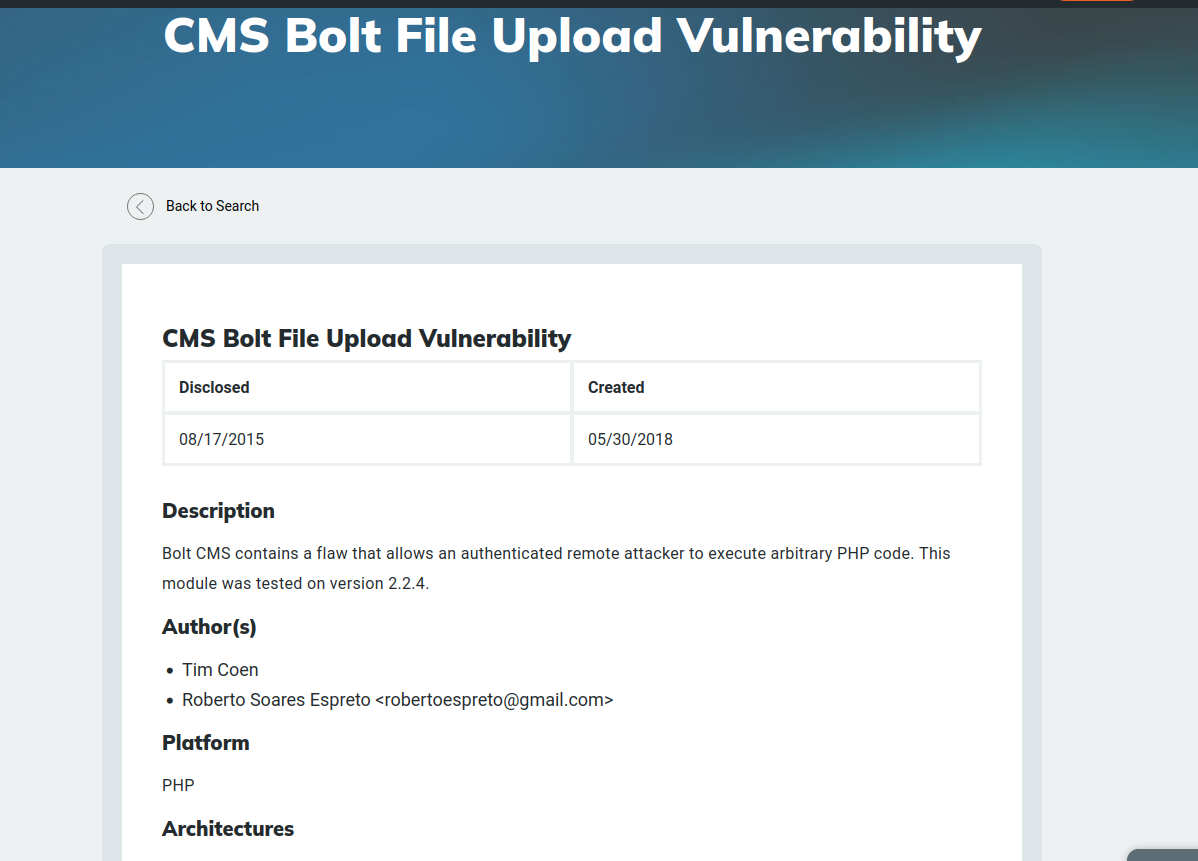 CMS Bolt File Upload Vulnerability
Back to Search
CMS Bolt File Upload Vulnerability
Disclosed
Created
08/17/2015
05/30/2018
Description
Bolt CMS contains a flaw that allows an authenticated remote attacker to execute arbitrary PHP code. This
module was tested on version 2.2.4.
Author(s)
Tim Coen
Roberto Soares Espreto <robertoespreto@gmail.com>
Platform
PHP
Architectures